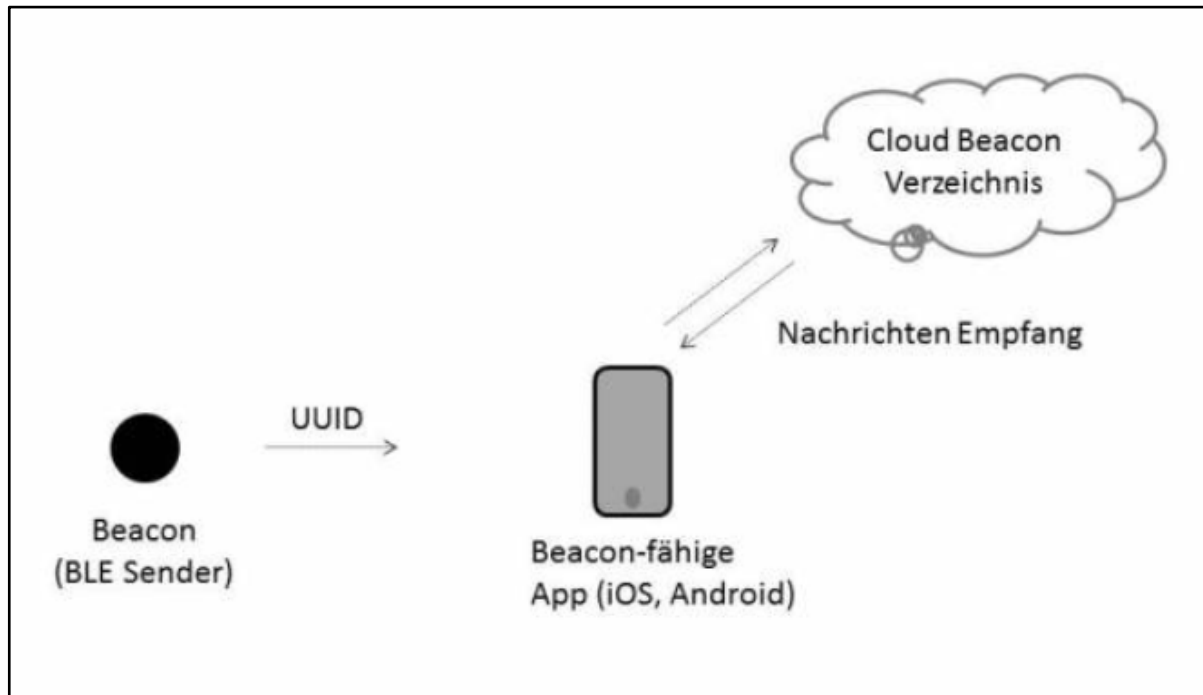 Cloud Beacon
Verzeichnis
Nachrichten Empfang
UUID
Beacon
(BLE Sender)
Beacon-fähige
App (iOS, Android)